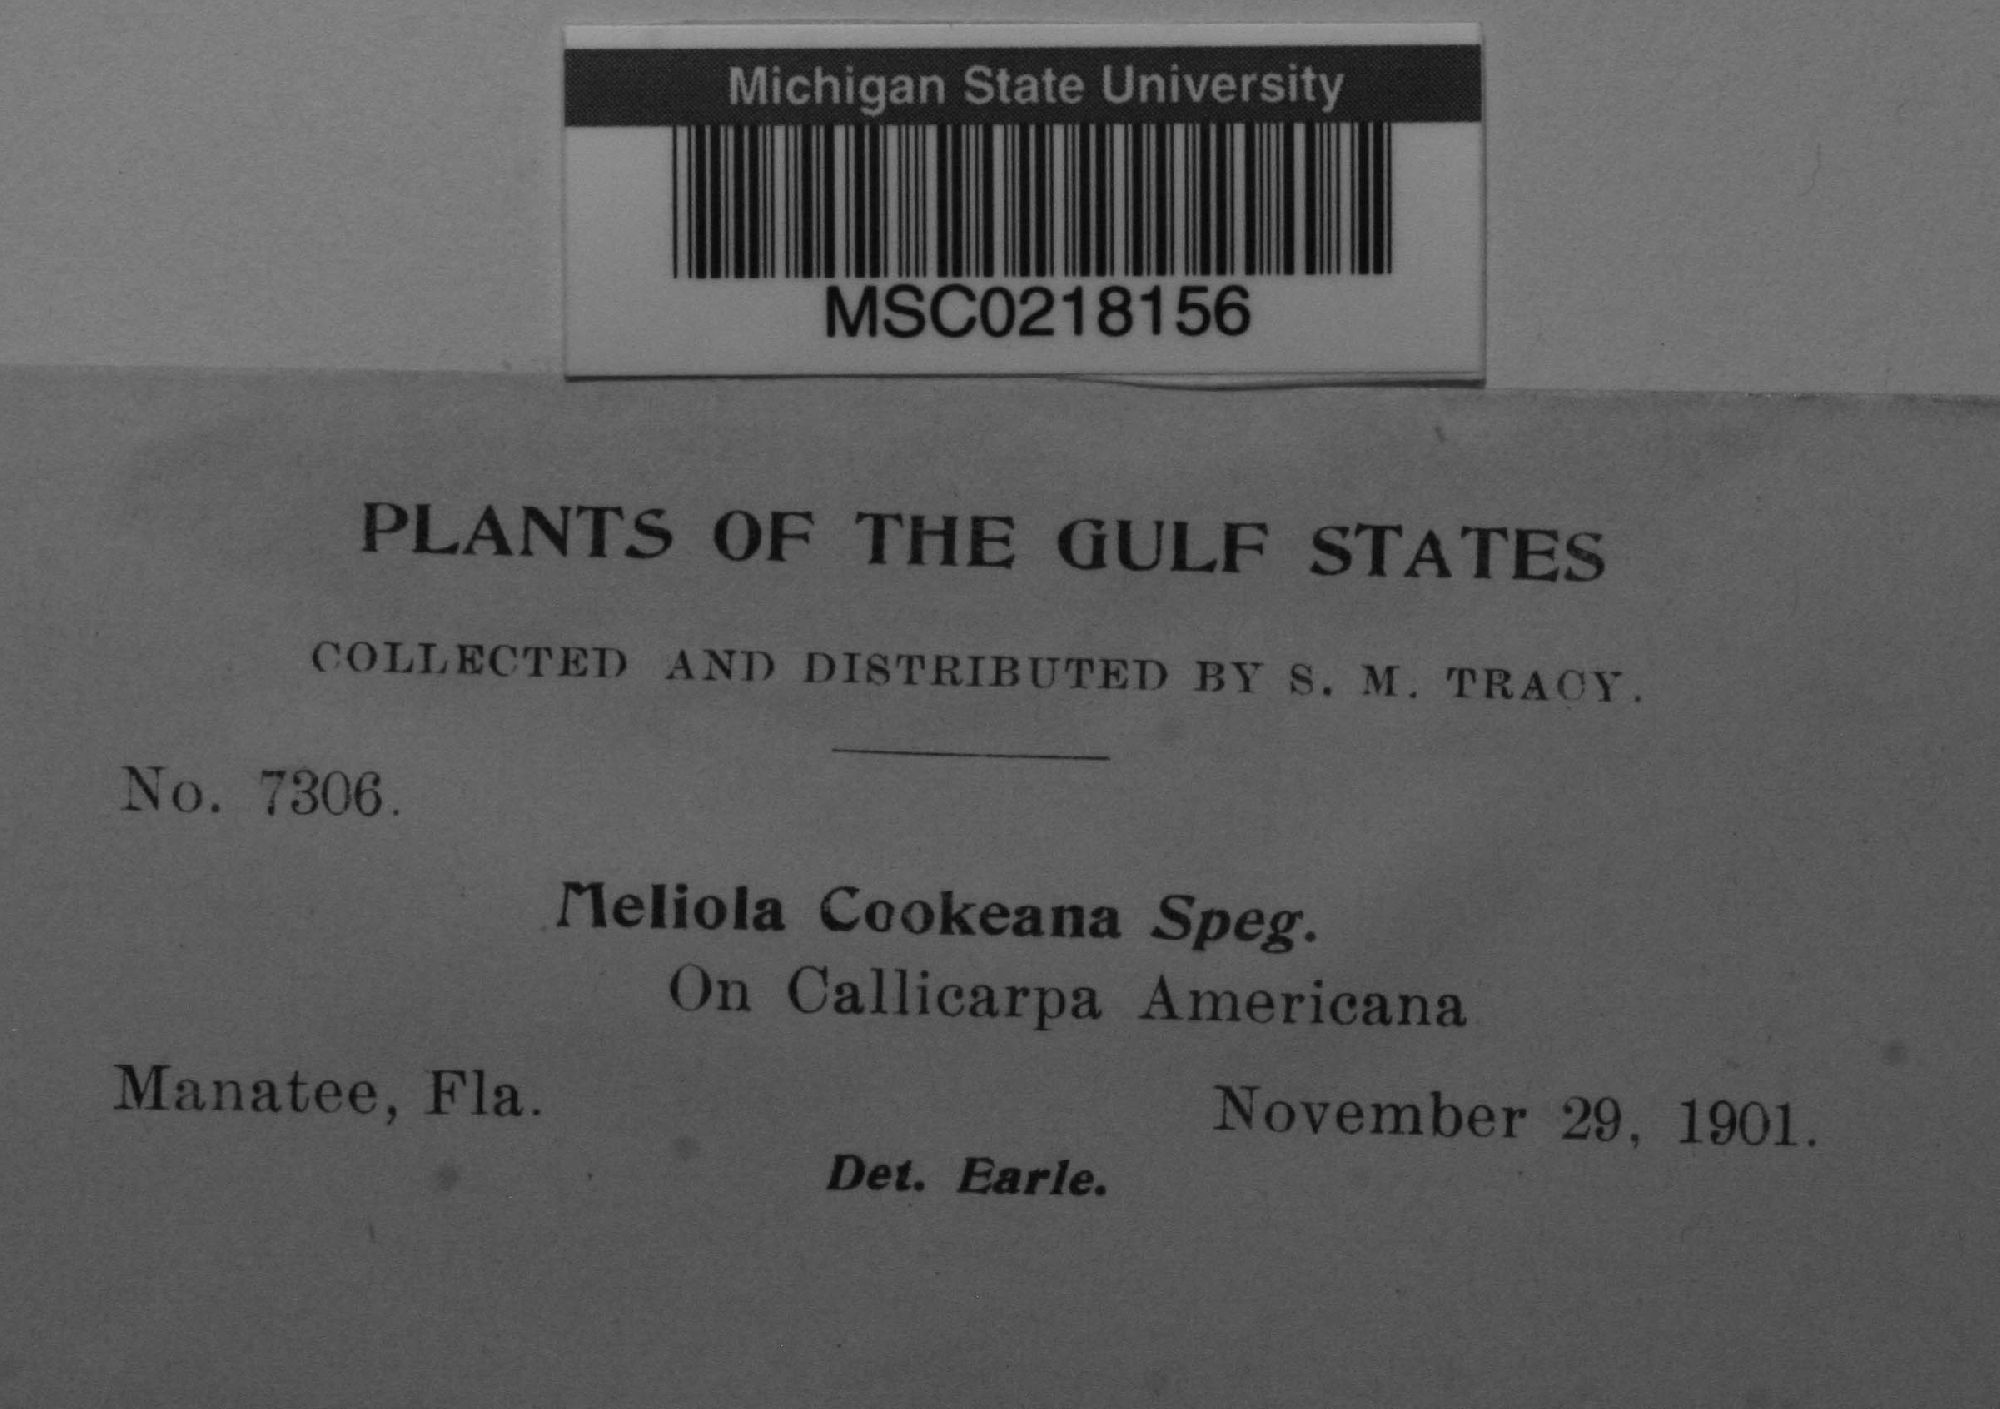 Michigan State University
MSC0218156
PLANTS OF THE GULF STATES
COLLECTED AND DISTRIBUTED BY S. M. TRACY.
No. 7306.
Meliola Cookeana Speg.
On Callicarpa Americana
Manatee, Fla.
November 29, 1901.
Det. Earle.